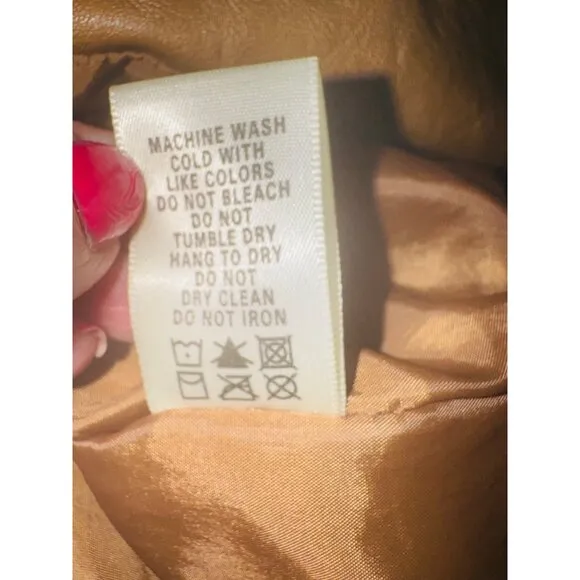 MACHINE WASH
COLD WITH
LIKE COLORS
DO NOT BLEACH
DO NOT
TUMBLE DRY
HANG TO DRY
DO NOT
DRY CLEAN
DO NOT IRON